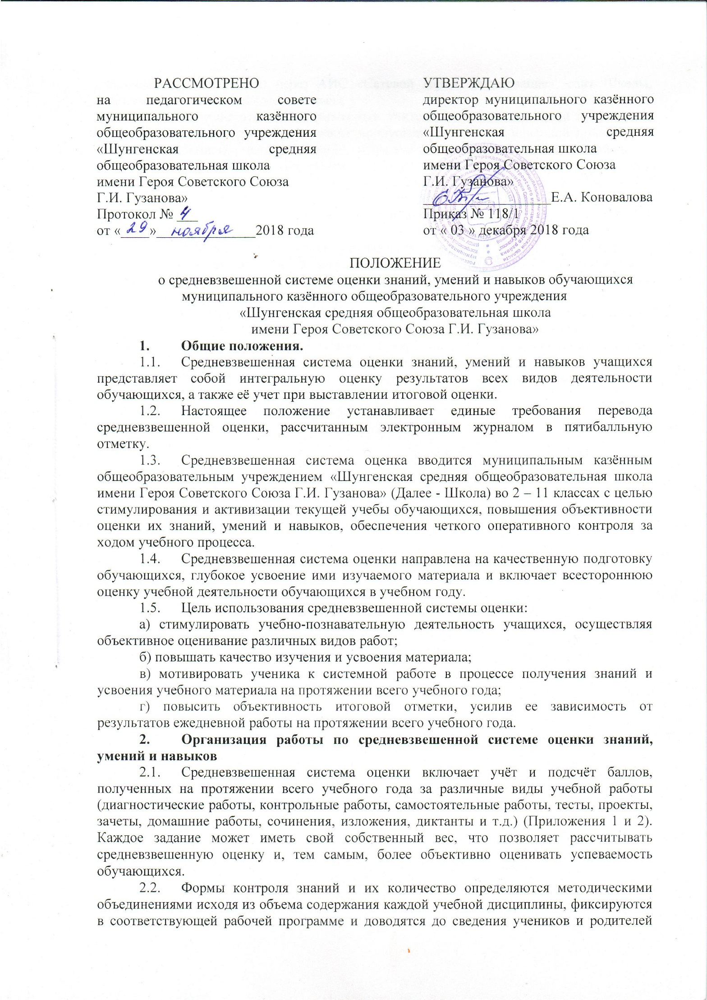 РАССМОТРЕНО
на педагогическом совете
муниципального казённого
общеобразовательного учреждения
«Шунгенская средняя
общеобразовательная школа
имени Героя Советского Союза
Г.И. Гузанова»
Протокол № 4
от « 29 » ноября 2018 года
УТВЕРЖДАЮ
директор муниципального казённого
общеобразовательного учреждения
«Шунгенская средняя
общеобразовательная школа
имени Героя Советского Союза
Г.И. Гузанова»
Е.А. Коновалова
Приказ № 118/1
от « 03 » декабря 2018 года
ПОЛОЖЕНИЕ
о средневзвешенной системе оценки знаний, умений и навыков обучающихся
муниципального казённого общеобразовательного учреждения
«Шунгенская средняя общеобразовательная школа
имени Героя Советского Союза Г.И. Гузанова»
1. Общие положения.
1.1. Средневзвешенная система оценки знаний, умений и навыков учащихся
представляет собой интегральную оценку результатов всех видов деятельности
обучающихся, а также её учет при выставлении итоговой оценки.
1.2. Настоящее положение устанавливает единые требования перевода
средневзвешенной оценки, рассчитанным электронным журналом в пятибалльную
отметку.
1.3. Средневзвешенная система оценка вводится муниципальным казённым
общеобразовательным учреждением «Шунгенская средняя общеобразовательная школа
имени Героя Советского Союза Г.И. Гузанова» (Далее - Школа) во 2 – 11 классах с целью
стимулирования и активизации текущей учебы обучающихся, повышения объективности
оценки их знаний, умений и навыков, обеспечения четкого оперативного контроля за
ходом учебного процесса.
1.4. Средневзвешенная система оценки направлена на качественную подготовку
обучающихся, глубокое усвоение ими изучаемого материала и включает всестороннюю
оценку учебной деятельности обучающихся в учебном году.
1.5. Цель использования средневзвешенной системы оценки:
а) стимулировать учебно-познавательную деятельность учащихся, осуществляя
объективное оценивание различных видов работ;
б) повышать качество изучения и усвоения материала;
в) мотивировать ученика к системной работе в процессе получения знаний и
усвоения учебного материала на протяжении всего учебного года;
г) повысить объективность итоговой отметки, усилив ее зависимость от
результатов ежедневной работы на протяжении всего учебного года.
2. Организация работы по средневзвешенной системе оценки знаний,
умений и навыков
2.1. Средневзвешенная система оценки включает учёт и подсчёт баллов,
полученных на протяжении всего учебного года за различные виды учебной работы
(диагностические работы, контрольные работы, самостоятельные работы, тесты, проекты,
зачеты, домашние работы, сочинения, изложения, диктанты и т.д.) (Приложения 1 и 2).
Каждое задание может иметь свой собственный вес, что позволяет рассчитывать
средневзвешенную оценку и, тем самым, более объективно оценивать успеваемость
обучающихся.
2.2. Формы контроля знаний и их количество определяются методическими
объединениями исходя из объема содержания каждой учебной дисциплины, фиксируются
в соответствующей рабочей программе и доводятся до сведения учеников и родителей